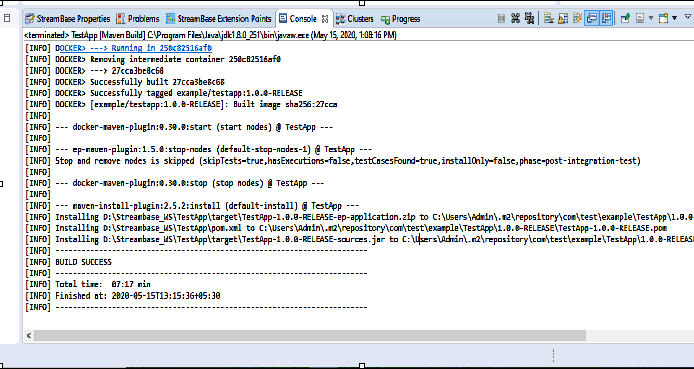 StreamBase Properties Problems StreamBase Extension Points Console Clusters Progress
<terminated> TestApp [Maven Build] C:\Program Files\Java\jdk1.8.0_251\bin\javaw.exe (May 15, 2020, 1:08:16 PM)
[INFO] DOCKER> ---> Running in 250c82516af0
[INFO] DOCKER> Removing intermediate container 250c82516af0
[INFO] DOCKER> ---> 27cca3be8c68
[INFO] DOCKER> Successfully built 27cca3be8c68
[INFO] DOCKER> Successfully tagged example/testapp:1.0.0-RELEASE
[INFO] DOCKER> [example/testapp:1.0.0-RELEASE]: Built image sha256:27cca
[INFO]
[INFO] --- docker-maven-plugin:0.30.0:start (start nodes) @ TestApp ---
[INFO]
[INFO] --- ep-maven-plugin:1.5.0:stop-nodes (default-stop-nodes-1) @ TestApp ---
[INFO] Stop and remove nodes is skipped (skipTests=true,hasExecutions=false,testCasesFound=true,installOnly=false,phase=post-integration-test)
[INFO]
[INFO] --- docker-maven-plugin:0.30.0:stop (stop nodes) @ TestApp ---
[INFO]
[INFO] --- maven-install-plugin:2.5.2:install (default-install) @ TestApp ---
[INFO] Installing D:\Streambase_WS\TestApp\target\TestApp-1.0.0-RELEASE-ep-application.zip to C:\Users\Admin\.m2\repository\com\test\example\TestApp\1.0.0
[INFO] Installing D:\Streambase_WS\TestApp\pom.xml to C:\Users\Admin\.m2\repository\com\test\example\TestApp\1.0.0-RELEASE\TestApp-1.0.0-RELEASE.pom
[INFO] Installing D:\Streambase_WS\TestApp\target\TestApp-1.0.0-RELEASE-sources.jar to C:\Users\Admin\.m2\repository\com\test\example\TestApp\1.0.0-RELEASE
[INFO] ------------------------------------------------------------------------
[INFO] BUILD SUCCESS
[INFO] ------------------------------------------------------------------------
[INFO] Total time: 07:17 min
[INFO] Finished at: 2020-05-15T13:15:36+05:30
[INFO] ------------------------------------------------------------------------